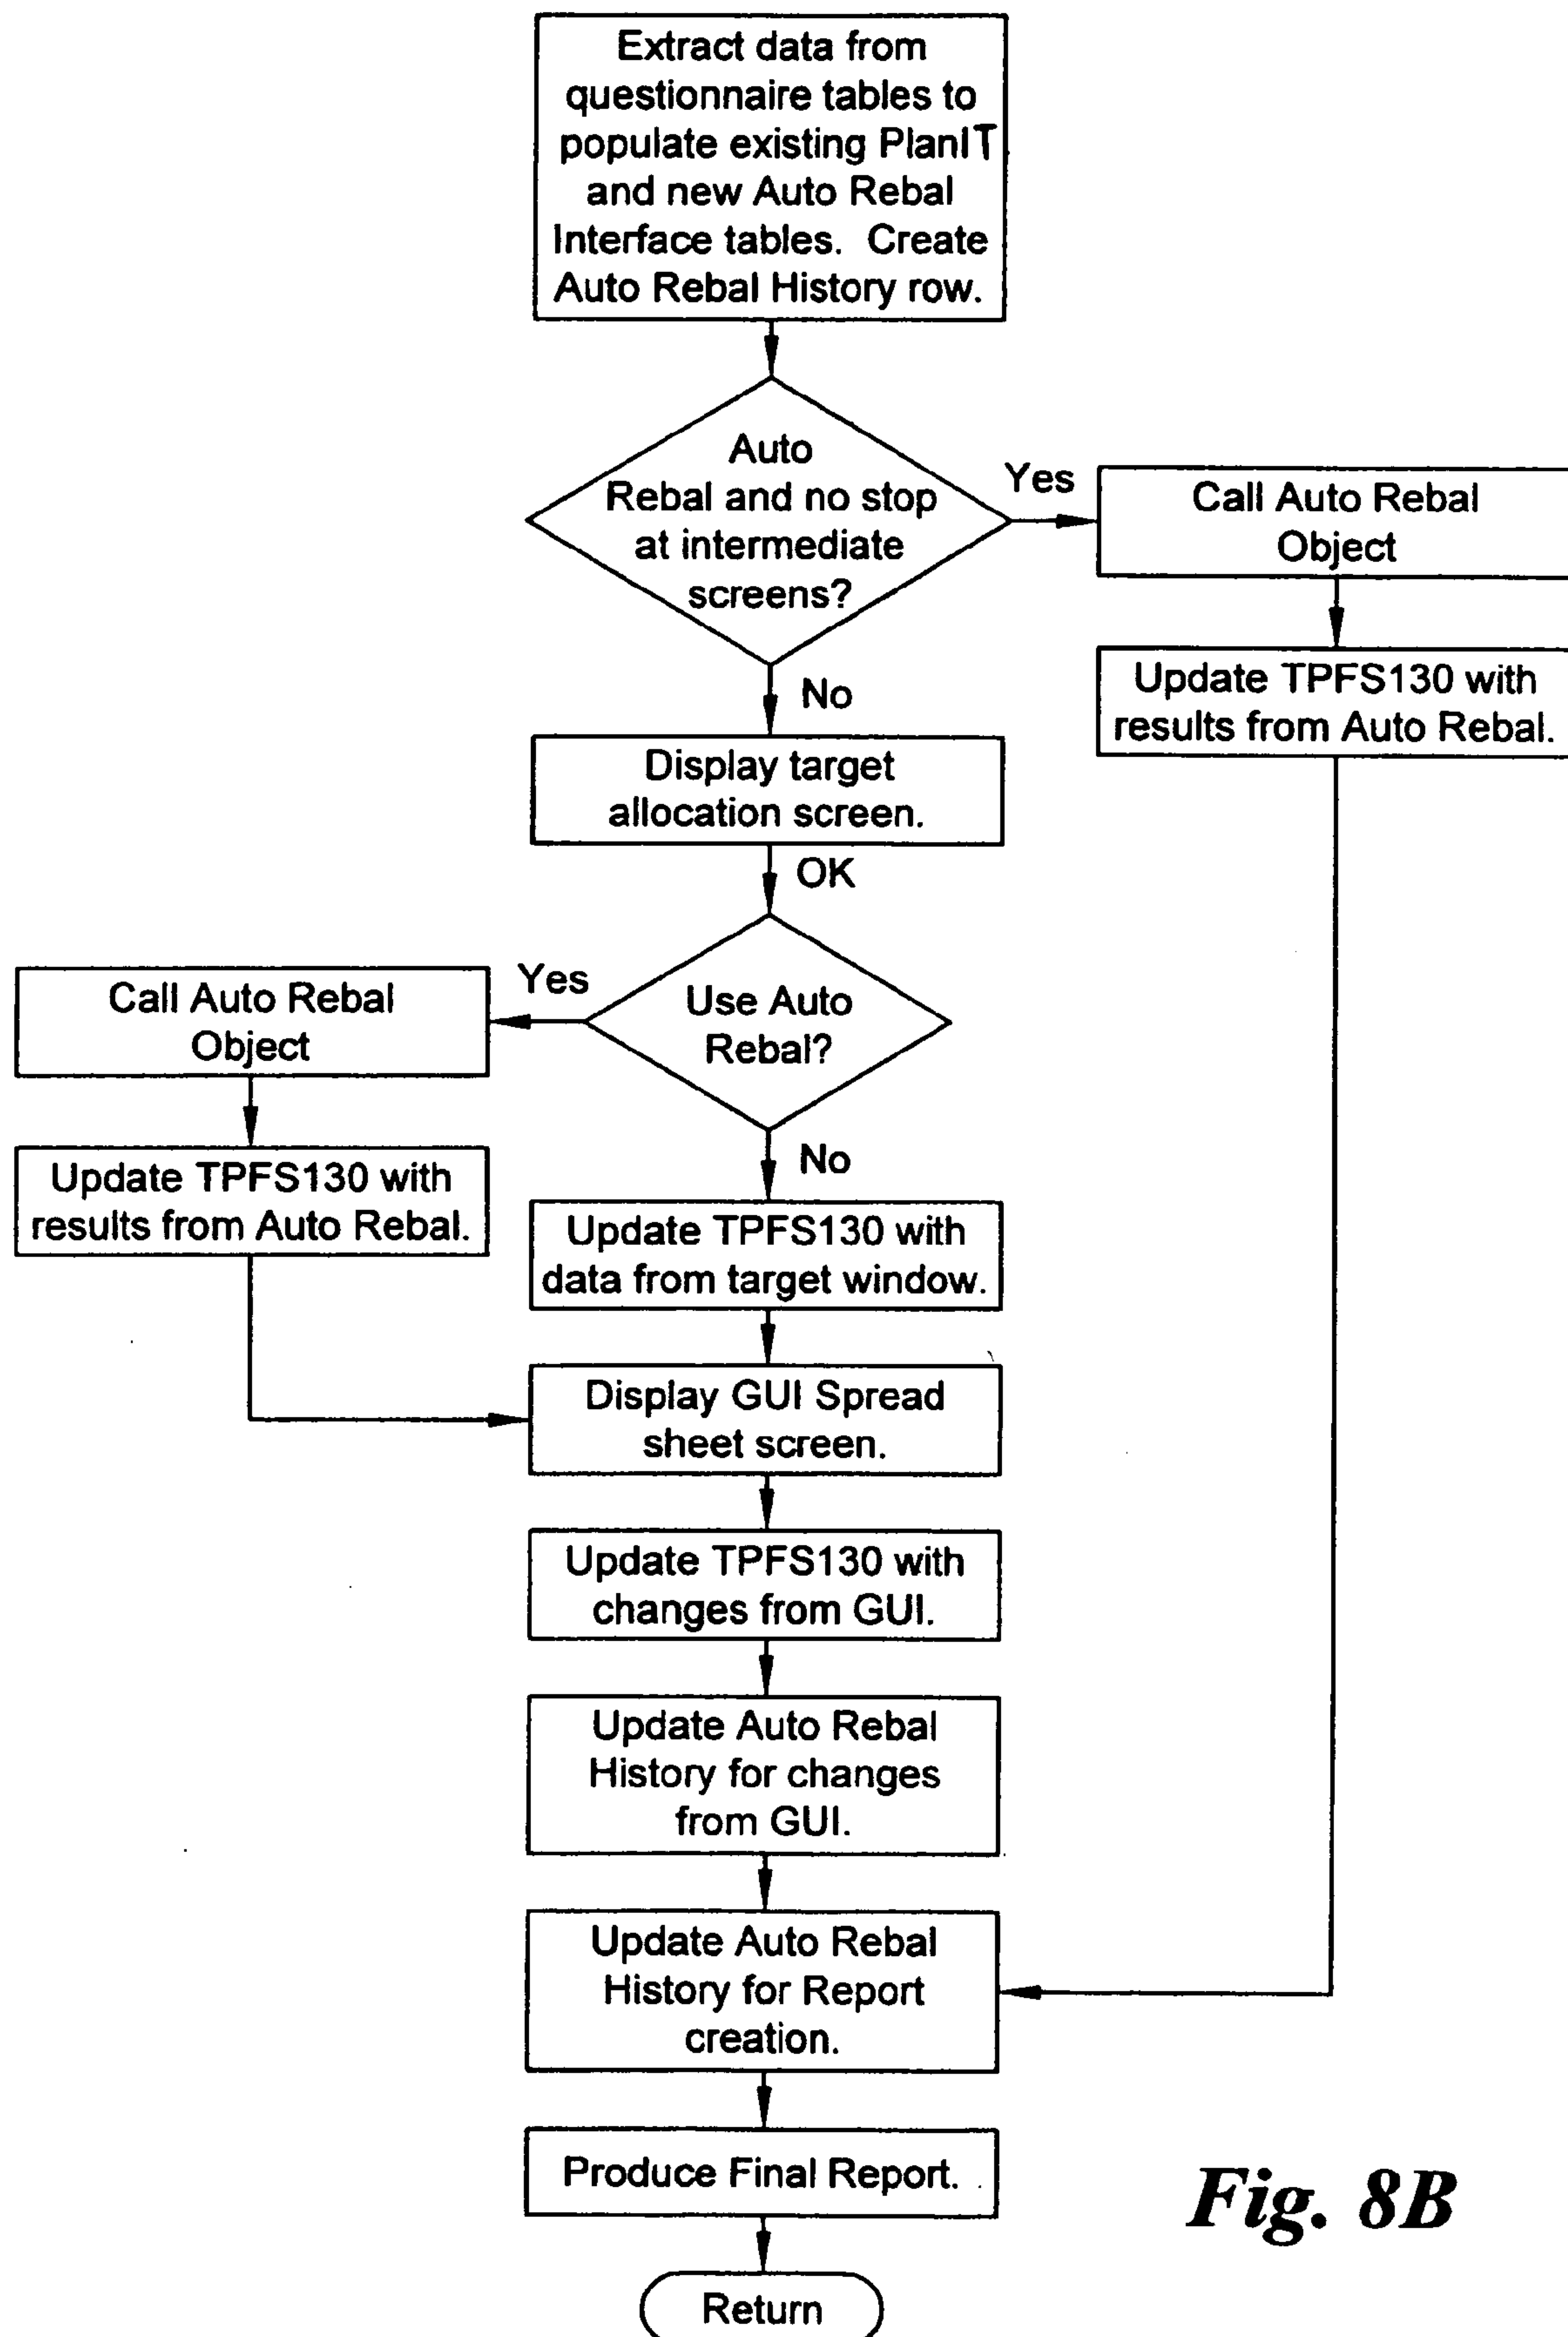 Extract data from
questionnaire tables to
populate existing PlanIT
and new Auto Rebal
Interface tables. Create
Auto Rebal History row.
Auto
Rebal and no stop
at intermediate
screens?
Yes
Call Auto Rebal
Object
Update TPFS130 with
results from Auto Rebal.
No
Display target
allocation screen.
OK
Use Auto
Rebal?
Yes
Call Auto Rebal
Object
Update TPFS130 with
results from Auto Rebal.
No
Update TPFS130 with
data from target window.
Display GUI Spread
sheet screen.
Update TPFS130 with
changes from GUI.
Update Auto Rebal
History for changes
from GUI.
Update Auto Rebal
History for Report
creation.
Produce Final Report.
Return
Fig. 8B